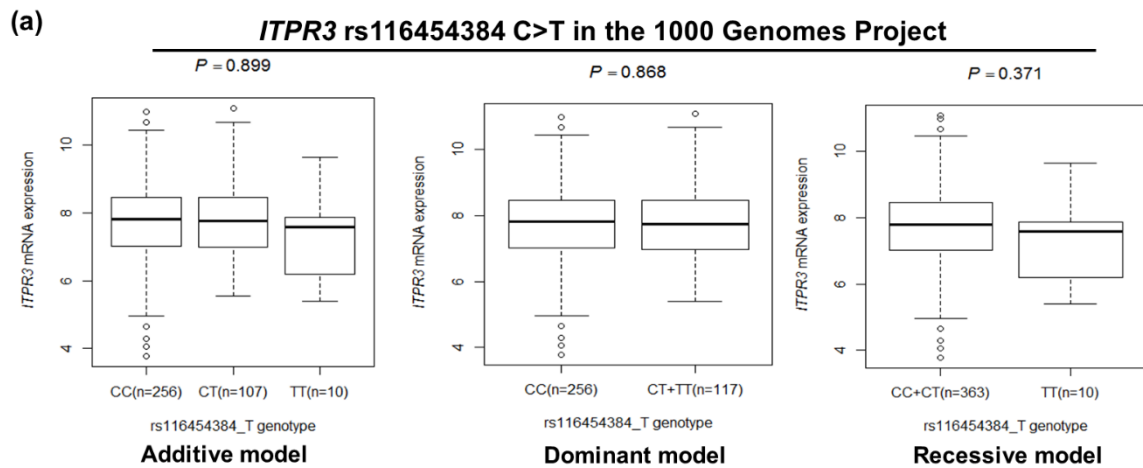 (a)
ITPR3 rs116454384 C>T in the 1000 Genomes Project
P = 0.899
ITPR3 mRNA expression
10
8
6
4
CC(n=256) CT(n=107) TT(n=10)
rs116454384_T genotype
Additive model
P = 0.868
ITPR3 mRNA expression
10
8
6
4
CC(n=256) CT+TT(n=117)
rs116454384_T genotype
Dominant model
P = 0.371
ITPR3 mRNA expression
10
8
6
4
CC+CT(n=363) TT(n=10)
rs116454384_T genotype
Recessive model